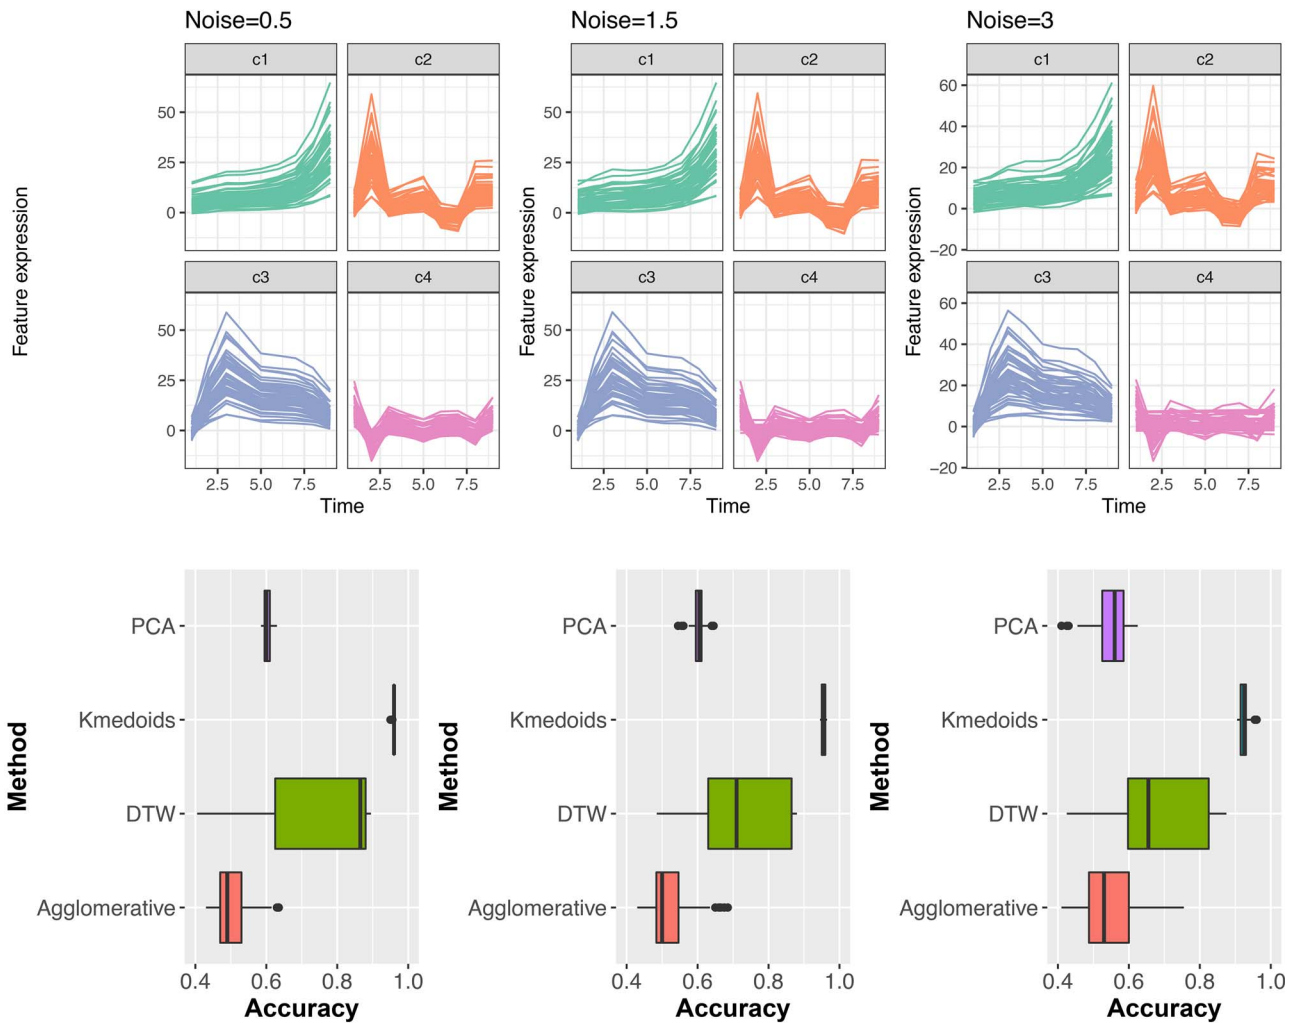 Noise=0.5
Noise=1.5
Noise=3
c1 c2 c1 c2 c1 c2
50 50 60
40
25 25 20
0 0 0
−20
Feature expression Feature expression Feature expression
c3 c4 c3 c4 c3 c4
50 50 60
40
25 25 20
0 0 0
−20
2.5 5.0 7.5 2.5 5.0 7.5 2.5 5.0 7.5 2.5 5.0 7.5 2.5 5.0 7.5 2.5 5.0 7.5
Time Time Time
PCA PCA PCA
Kmedoids Kmedoids Kmedoids
Method Method Method
DTW DTW DTW
Agglomerative Agglomerative Agglomerative
0.4 0.6 0.8 1.0 0.4 0.6 0.8 1.0 0.4 0.6 0.8 1.0
Accuracy Accuracy Accuracy